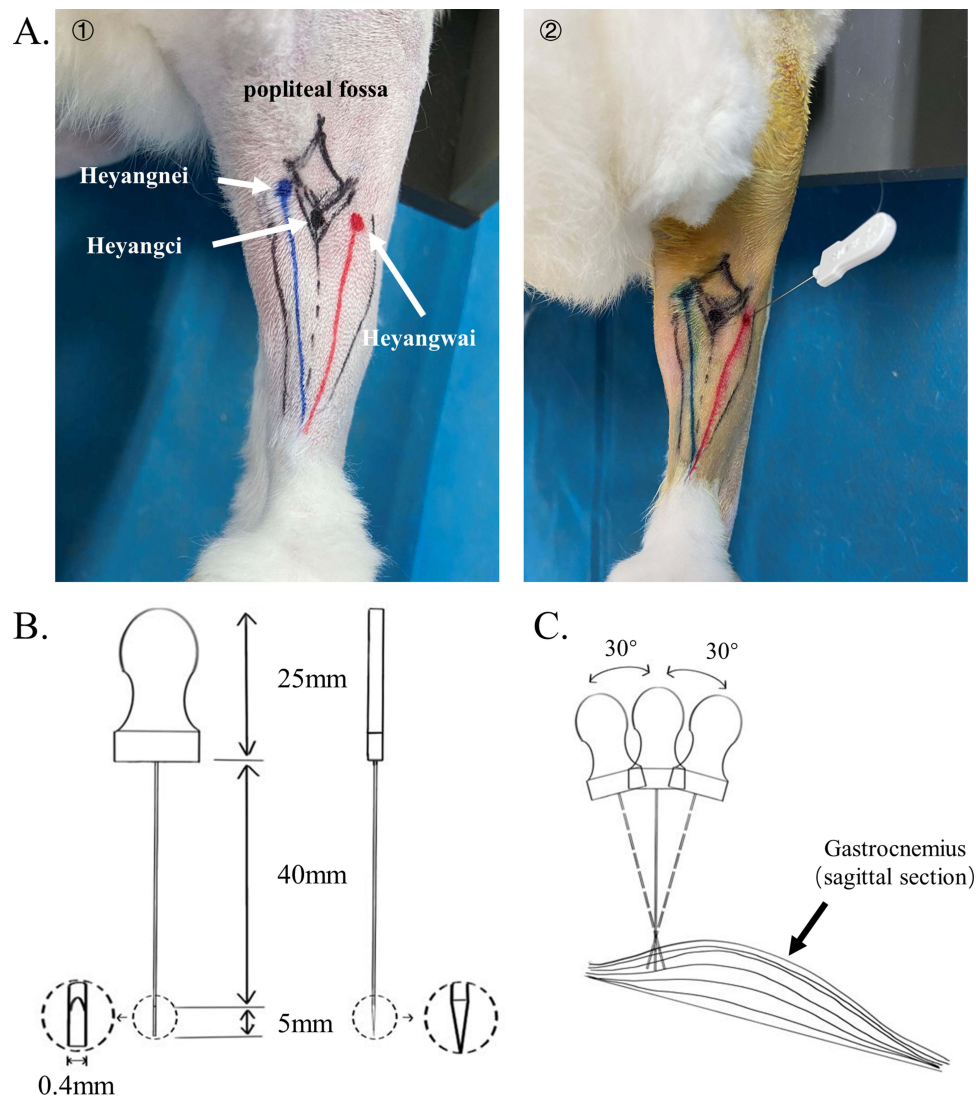 A.
①
②
popliteal fossa
Heyangnei
Heyangci
Heyangwai
B.
25mm
40mm
5mm
0.4mm
C.
30°
30°
Gastrocnemius
(sagittal section)